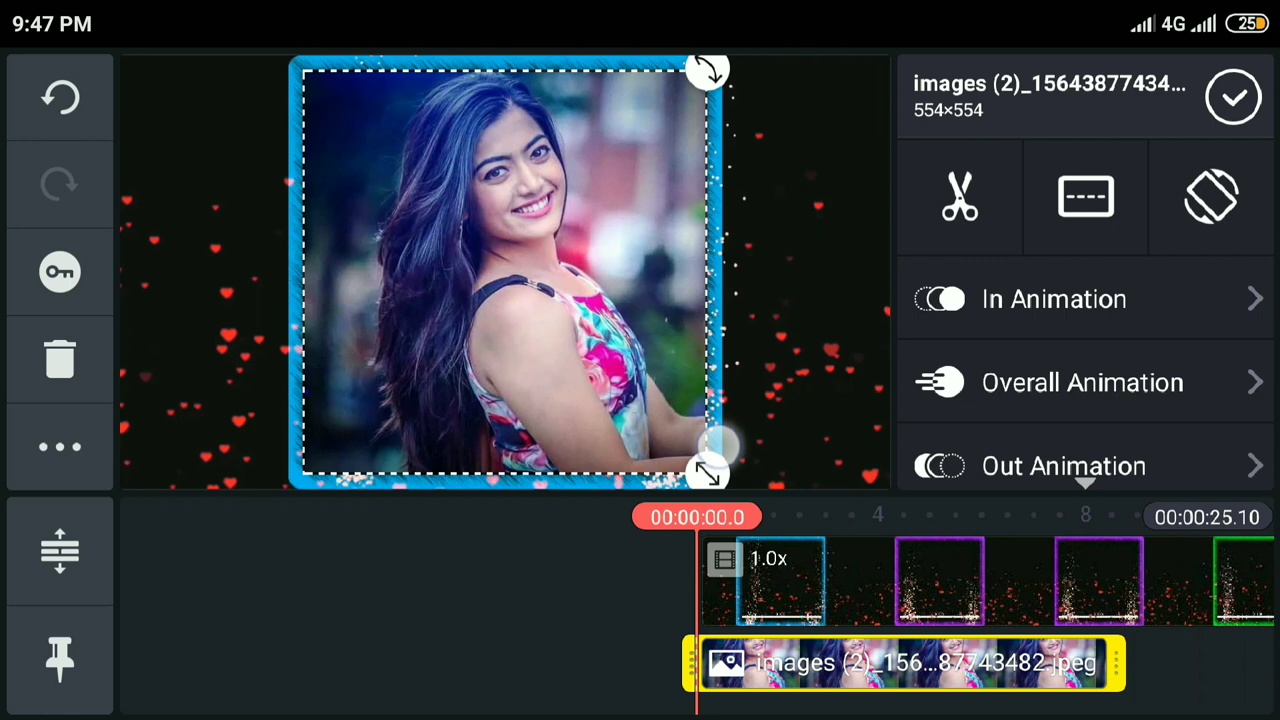 9:47 PM
4G
25
images (2)_15643877434...
554×554
In Animation
Overall Animation
Out Animation
00:00:00.0
4
8
00:00:25.10
1.0x
images (2)_156...87743482.jpeg